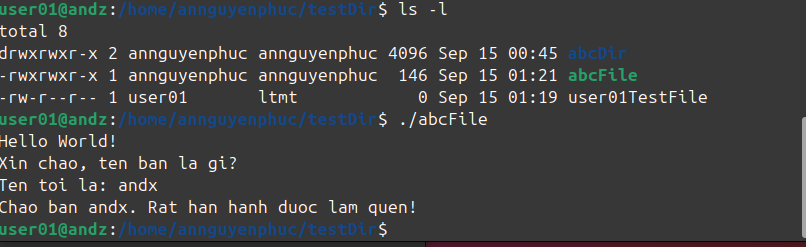 user01@andz:/home/annguyenphuc/testDir$ ls -l
total 8
drwxrwxr-x 2 annguyenphuc annguyenphuc 4096 Sep 15 00:45 abcDir
-rwxrwxr-x 1 annguyenphuc annguyenphuc  146 Sep 15 01:21 abcFile
-rw-r--r-- 1 user01       ltmt            0 Sep 15 01:19 user01TestFile
user01@andz:/home/annguyenphuc/testDir$ ./abcFile
Hello World!
Xin chao, ten ban la gi?
Ten toi la: andx
Chao ban andx. Rat han hanh duoc lam quen!
user01@andz:/home/annguyenphuc/testDir$